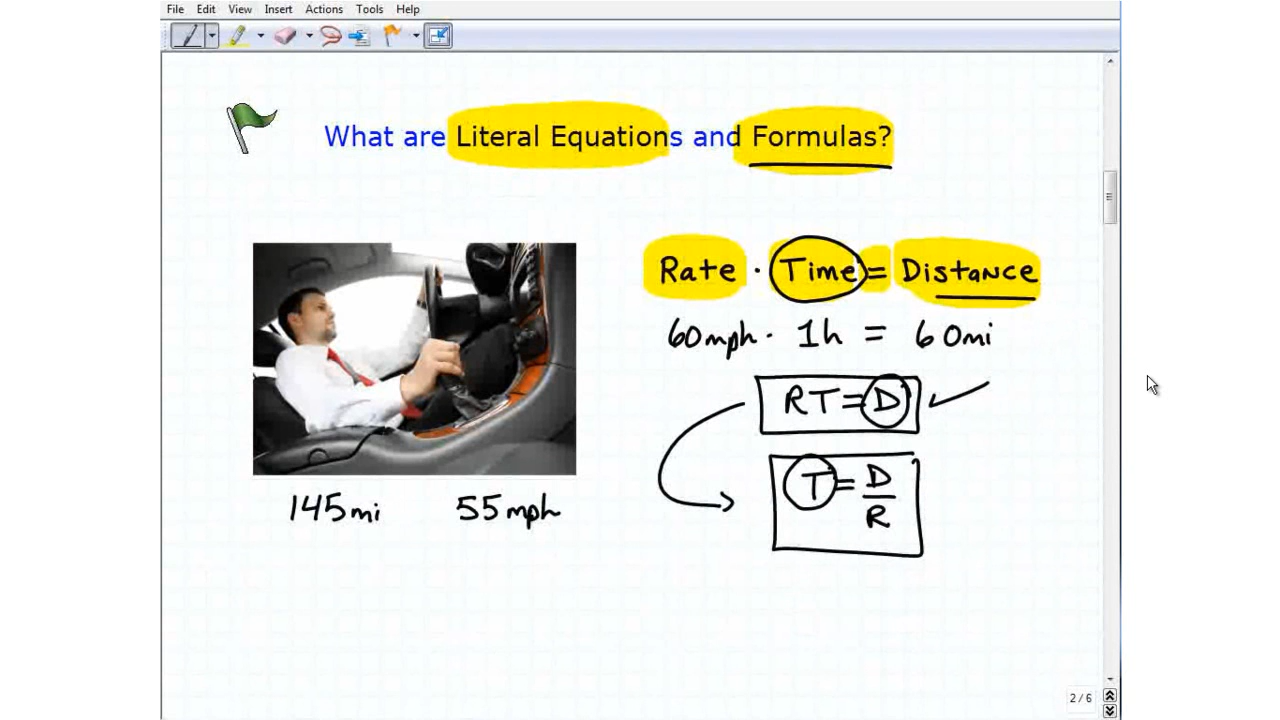 File Edit View Insert Actions Tools Help
What are Literal Equations and Formulas?
Rate · Time = Distance
60mph · 1h = 60mi
RT = D
T = D
R
145mi 55mph
2 / 6